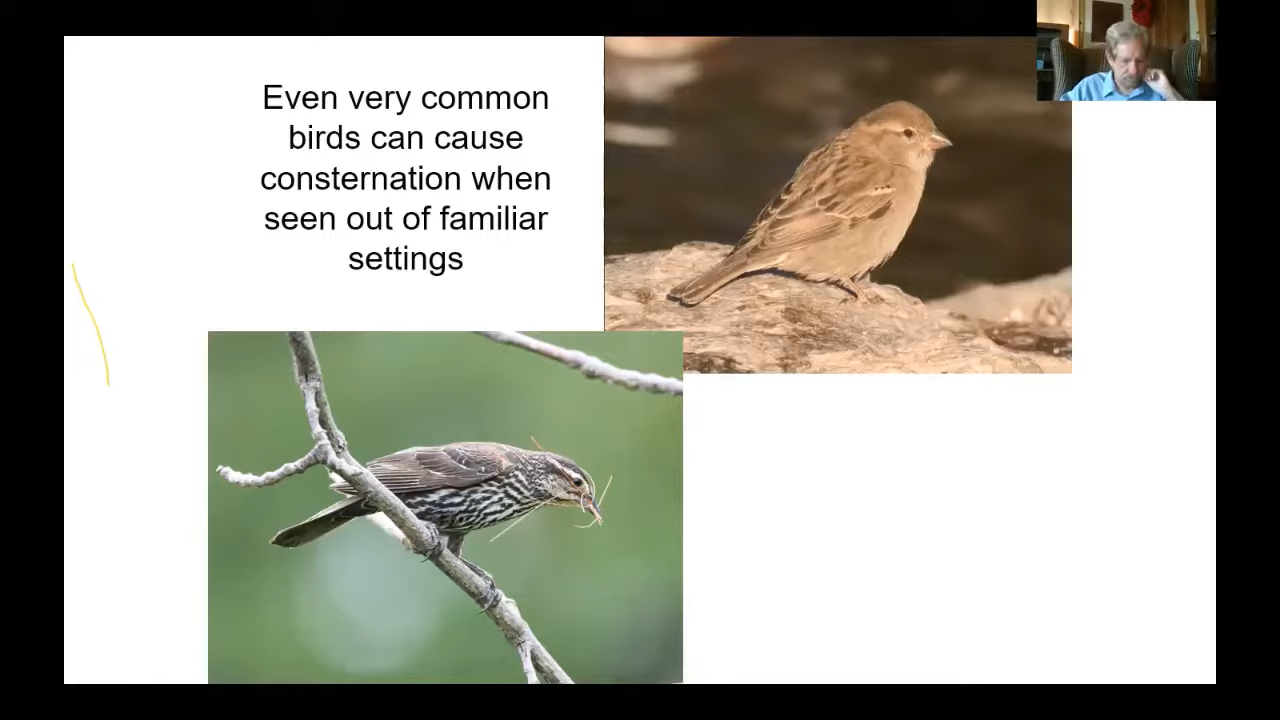 Even very common
birds can cause
consternation when
seen out of familiar
settings